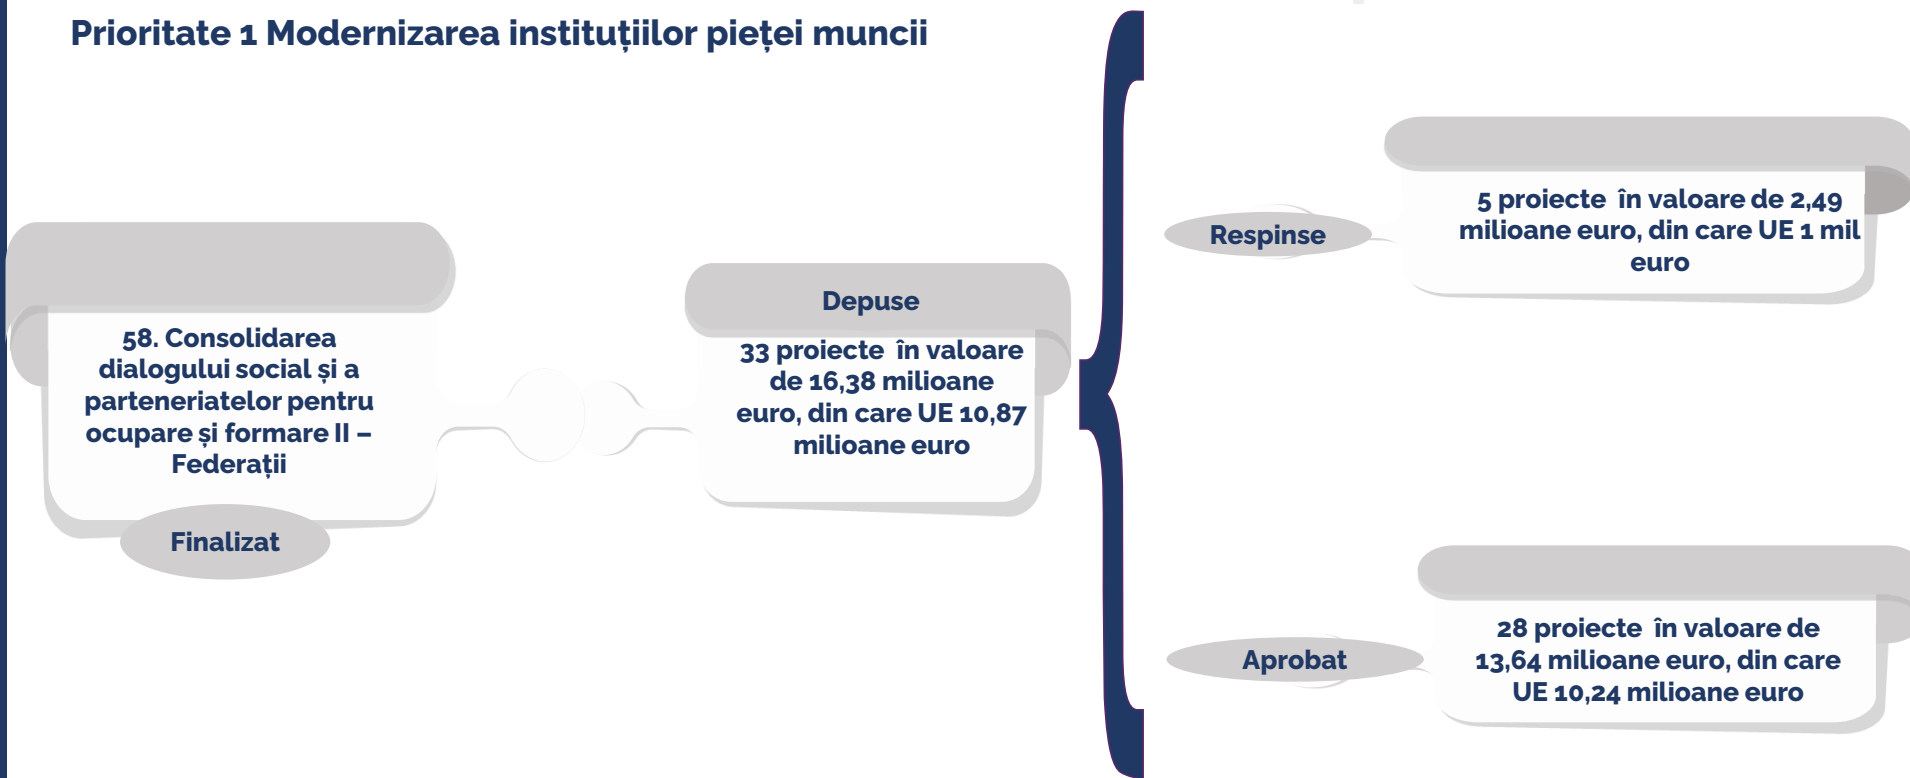 Prioritate 1 Modernizarea instituțiilor pieței muncii
58. Consolidarea
dialogului social și a
parteneriatelor pentru
ocupare și formare II –
Federații
Finalizat
Depuse
33 proiecte în valoare
de 16,38 milioane
euro, din care UE 10,87
milioane euro
Respinse
5 proiecte în valoare de 2,49
milioane euro, din care UE 1 mil
euro
Aprobat
28 proiecte în valoare de
13,64 milioane euro, din care
UE 10,24 milioane euro